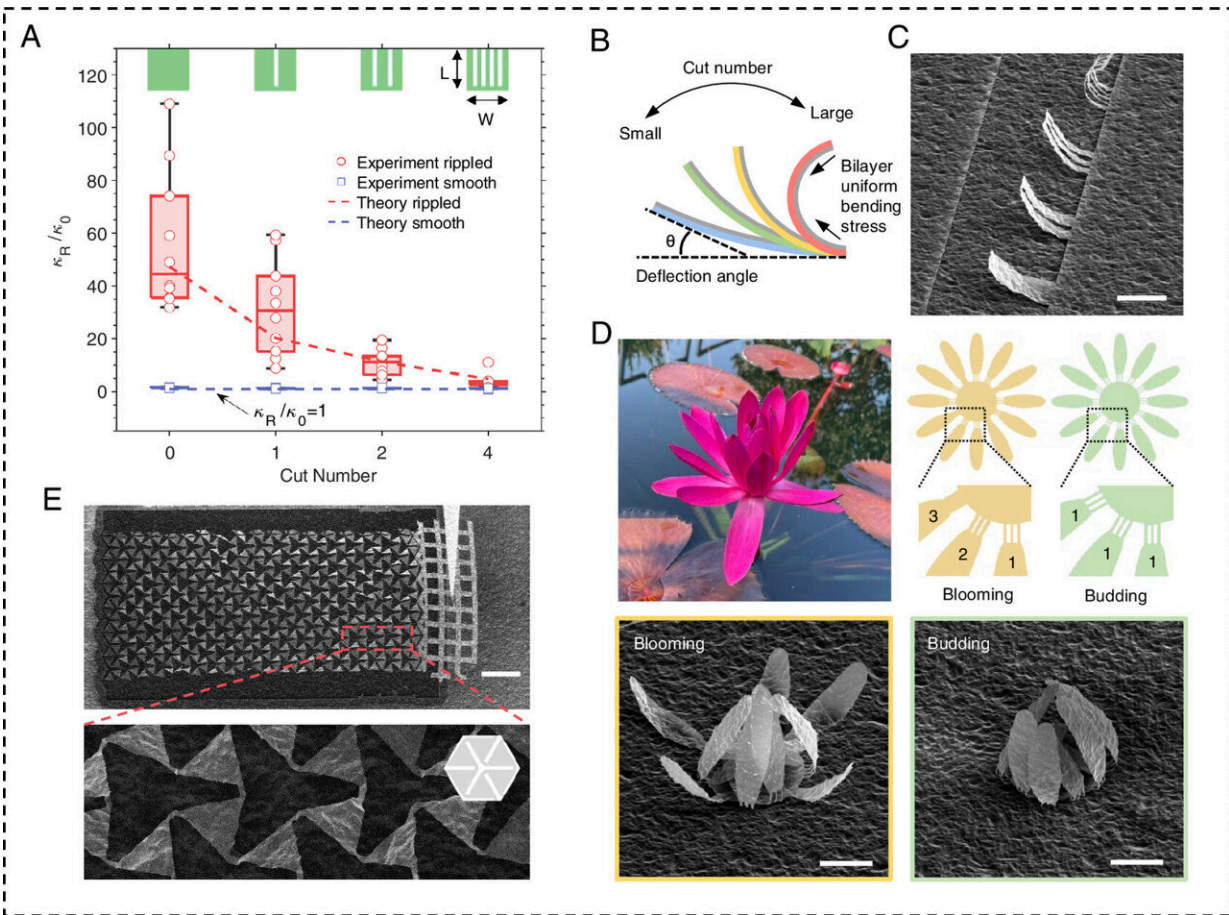 A
κR/κ0
120
100
80
60
40
20
0
L
W
Experiment rippled
Experiment smooth
Theory rippled
Theory smooth
κR/κ0=1
0
1
2
4
Cut Number
B
Cut number
Small
Large
Bilayer
uniform
bending
stress
θ
Deflection angle
C
D
3
2
1
Blooming
1
1
1
Budding
Blooming
Budding
E